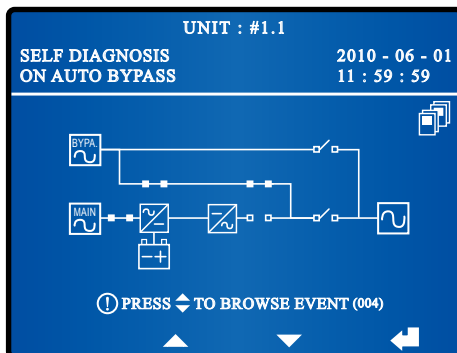 UNIT : #1.1
SELF DIAGNOSIS 2010 - 06 - 01
ON AUTO BYPASS 11 : 59 : 59
BYPA.
MAIN
PRESS TO BROWSE EVENT (004)